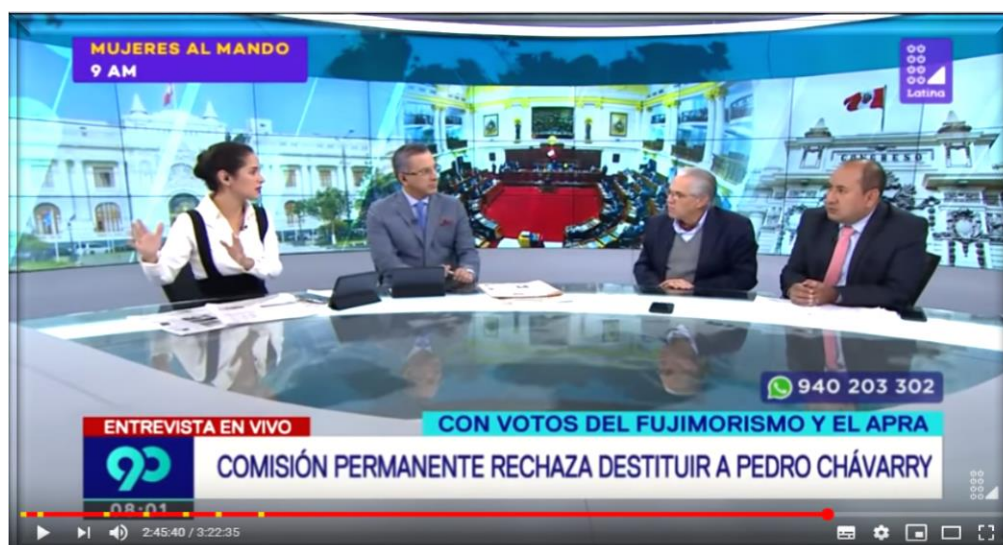 MUJERES AL MANDO
9 AM
Latina
CONGRESO
940 203 302
ENTREVISTA EN VIVO
CON VOTOS DEL FUJIMORISMO Y EL APRA
90
COMISIÓN PERMANENTE RECHAZA DESTITUIR A PEDRO CHÁVARRY
08:01
2:45:40 / 3:22:35